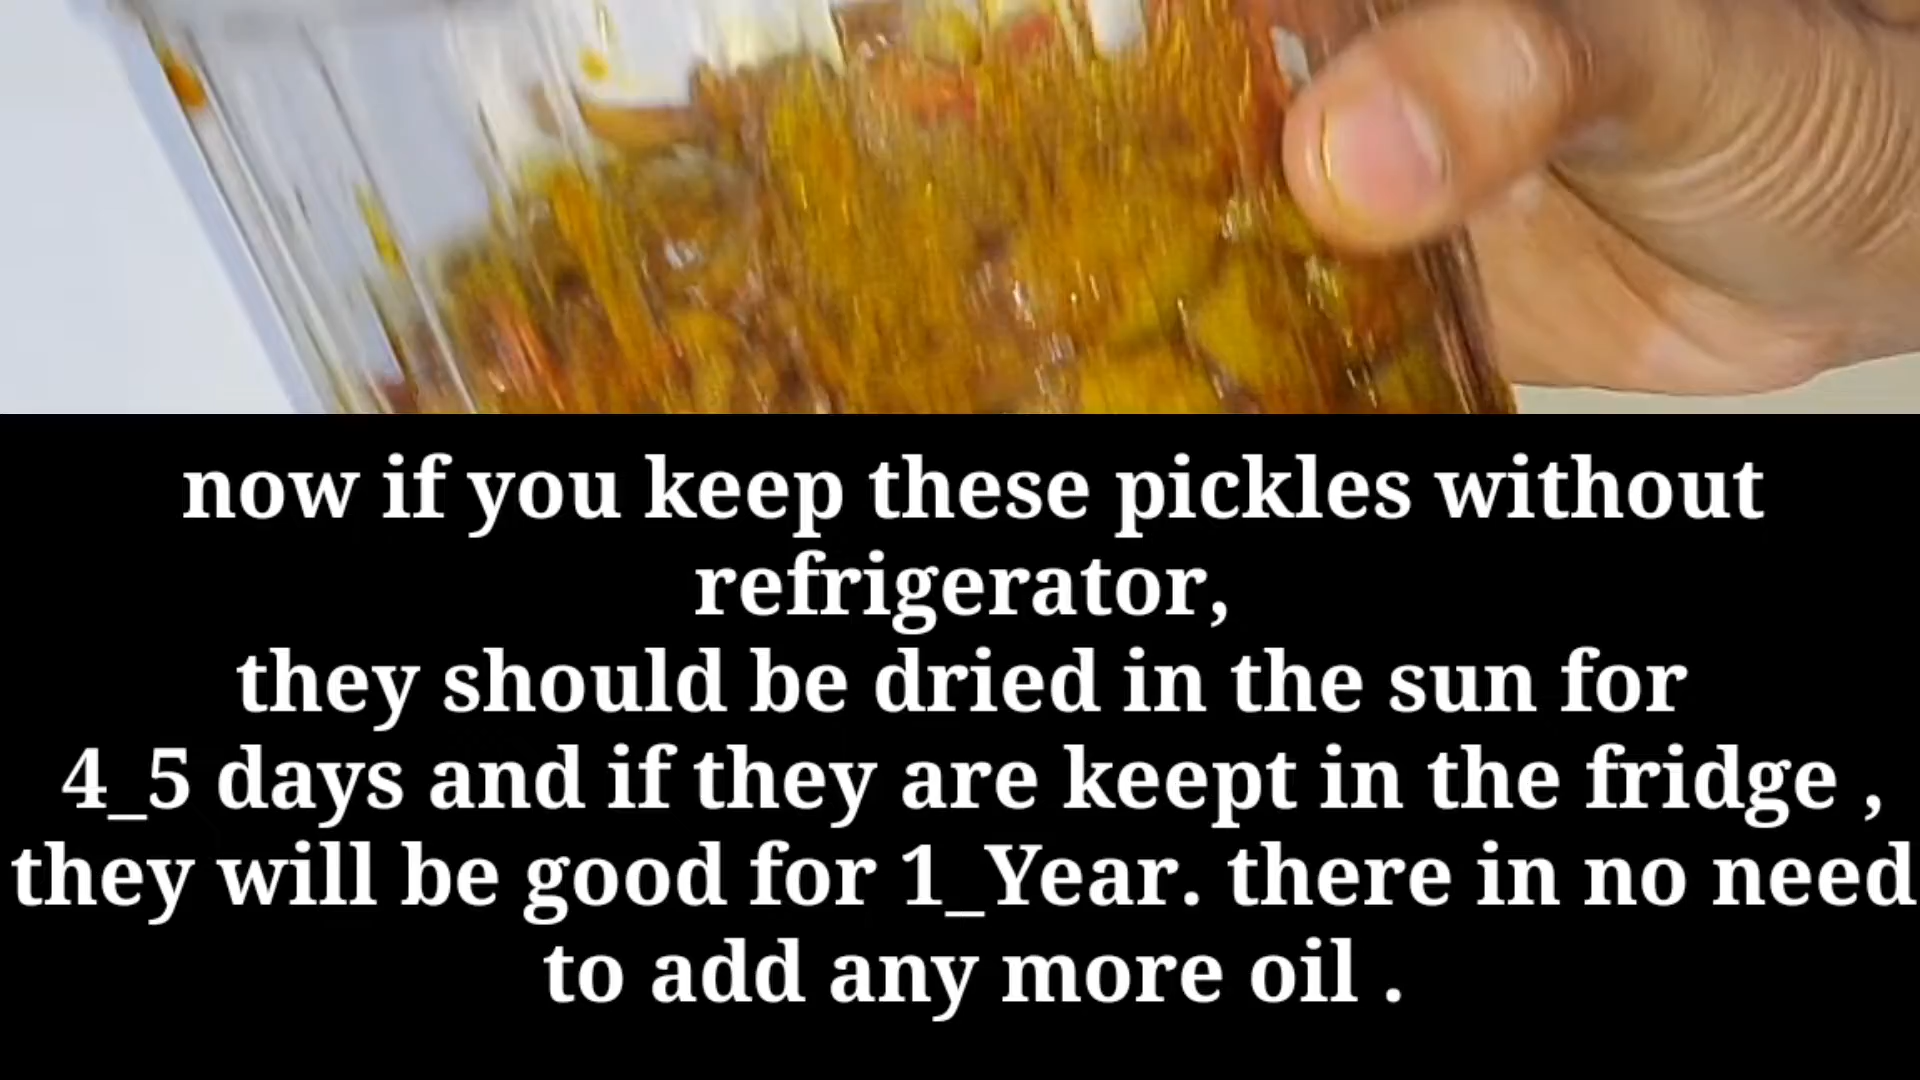 now if you keep these pickles without
refrigerator,
they should be dried in the sun for
4_5 days and if they are keept in the fridge ,
they will be good for 1_Year. there in no need
to add any more oil .